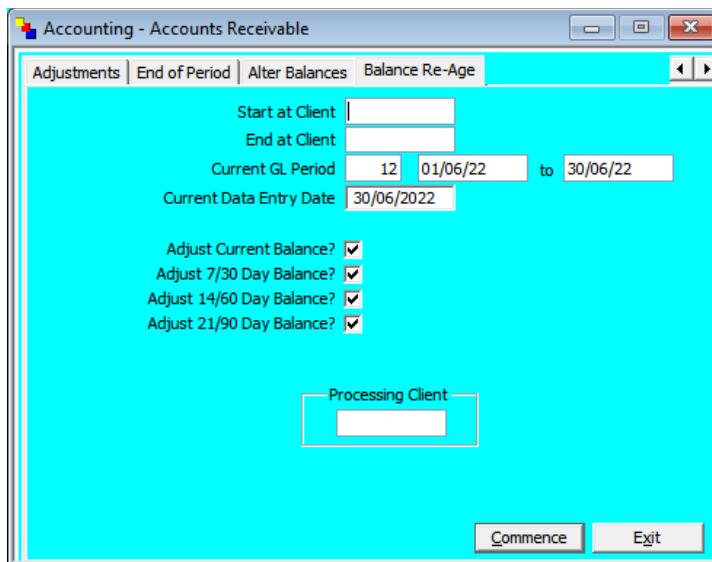 Accounting - Accounts Receivable
Adjustments End of Period Alter Balances Balance Re-Age
Start at Client
End at Client
Current GL Period 12 01/06/22 to 30/06/22
Current Data Entry Date 30/06/2022
Adjust Current Balance?
Adjust 7/30 Day Balance?
Adjust 14/60 Day Balance?
Adjust 21/90 Day Balance?
Processing Client
Commence Exit